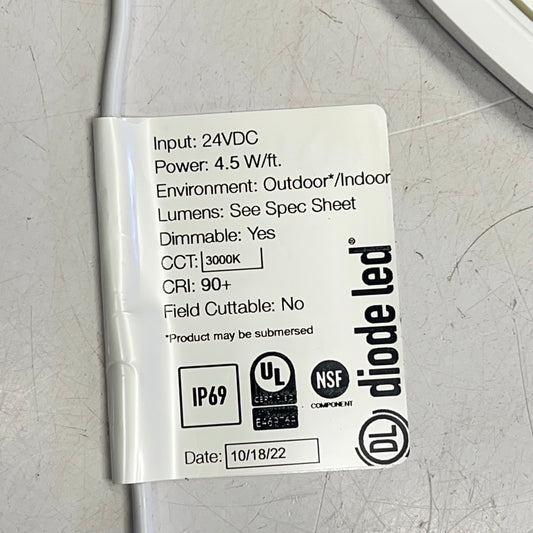 Input: 24VDC
Power: 4.5 W/ft.
Environment: Outdoor*/Indoor
Lumens: See Spec Sheet
Dimmable: Yes
CCT: 3000K
CRI: 90+
Field Cuttable: No
*Product may be submersed
IP69
UL
CERTIFIED
NSF
COMPONENT
Date: 10/18/22
DL diode led®